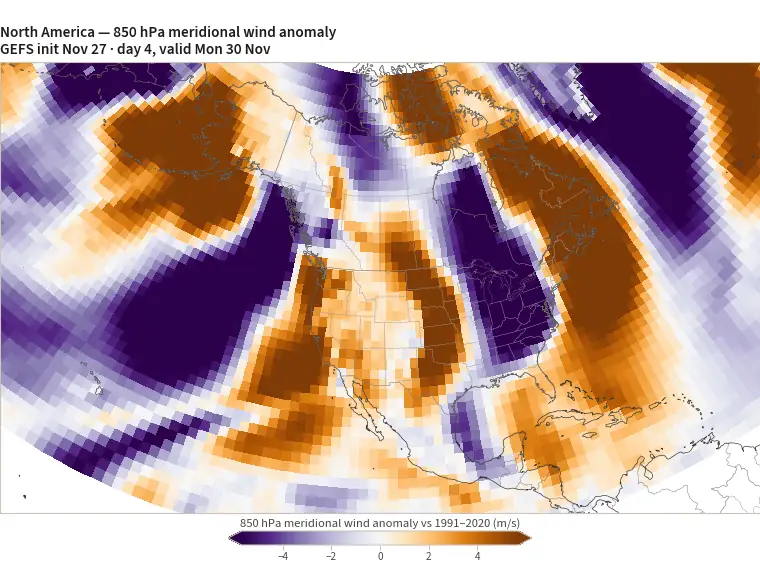 North America — 850 hPa meridional wind anomaly
GEFS init Nov 27 · day 4, valid Mon 30 Nov
850 hPa meridional wind anomaly vs 1991–2020 (m/s)
−4 −2 0 2 4